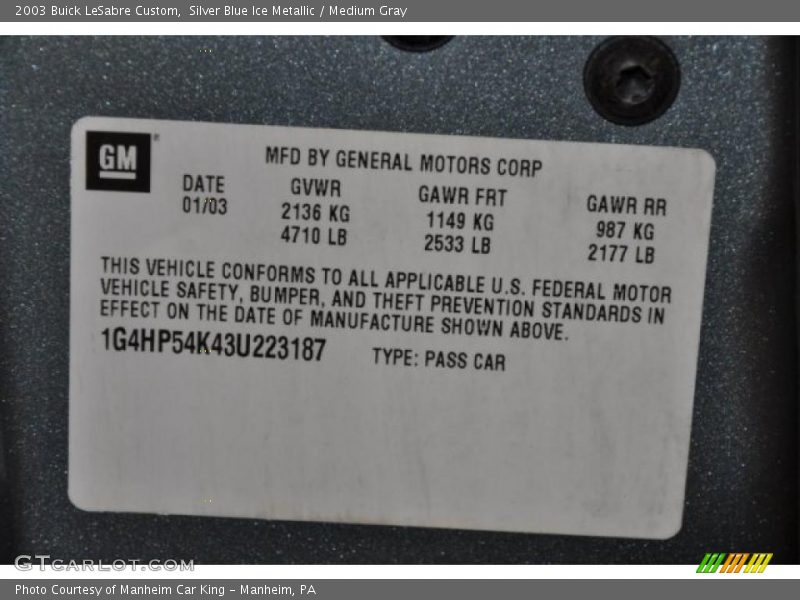 2003 Buick LeSabre Custom,  Silver Blue Ice Metallic / Medium Gray
GM
MFD BY GENERAL MOTORS CORP
DATE GVWR GAWR FRT GAWR RR
01/03 2136 KG 1149 KG 987 KG
4710 LB 2533 LB 2177 LB
THIS VEHICLE CONFORMS TO ALL APPLICABLE U.S. FEDERAL MOTOR
VEHICLE SAFETY, BUMPER, AND THEFT PREVENTION STANDARDS IN
EFFECT ON THE DATE OF MANUFACTURE SHOWN ABOVE.
1G4HP54K43U223187 TYPE: PASS CAR
GTCARLOT.COM
Photo Courtesy of Manheim Car King - Manheim, PA